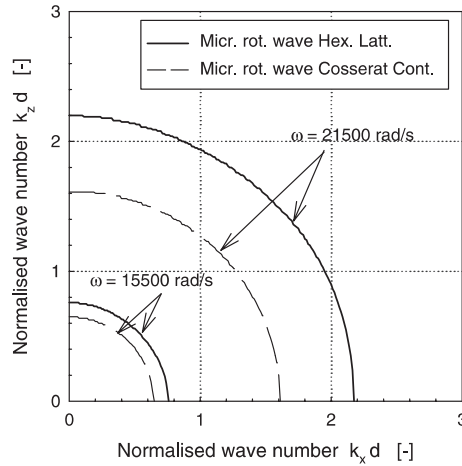 Micr. rot. wave Hex. Latt.
Micr. rot. wave Cosserat Cont.
ω = 21500 rad/s
ω = 15500 rad/s
3
2
1
0
0 1 2 3
Normalised wave number k_z d [-]
Normalised wave number k_x d [-]